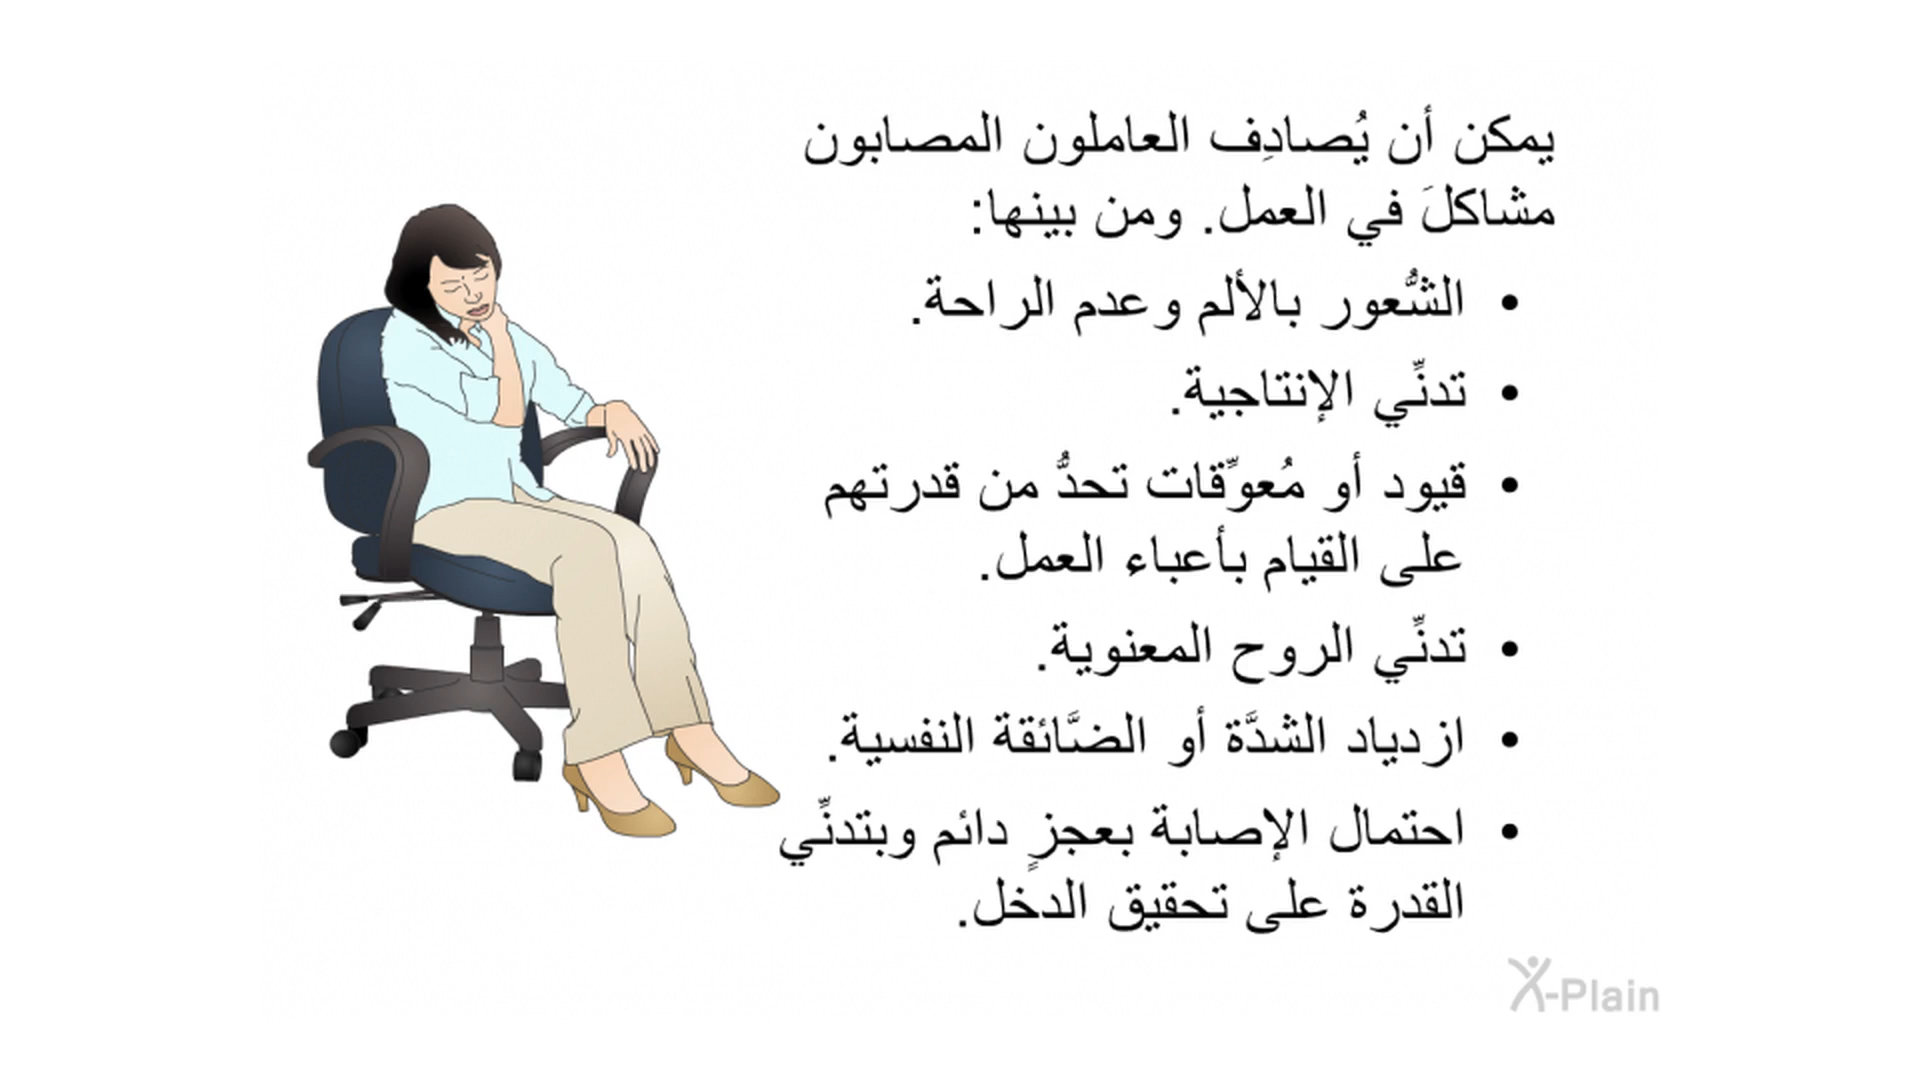 يمكن أن يُصادِف العاملون المصابون
مشاكلَ في العمل. ومن بينها:
• الشُّعور بالألم وعدم الراحة.
• تدنِّي الإنتاجية.
• قيود أو مُعوِّقات تحدُّ من قدرتهم
على القيام بأعباء العمل.
• تدنِّي الروح المعنوية.
• ازدياد الشدَّة أو الضَّائقة النفسية.
• احتمال الإصابة بعجزٍ دائم وبتدنِّي
القدرة على تحقيق الدخل.
X-Plain